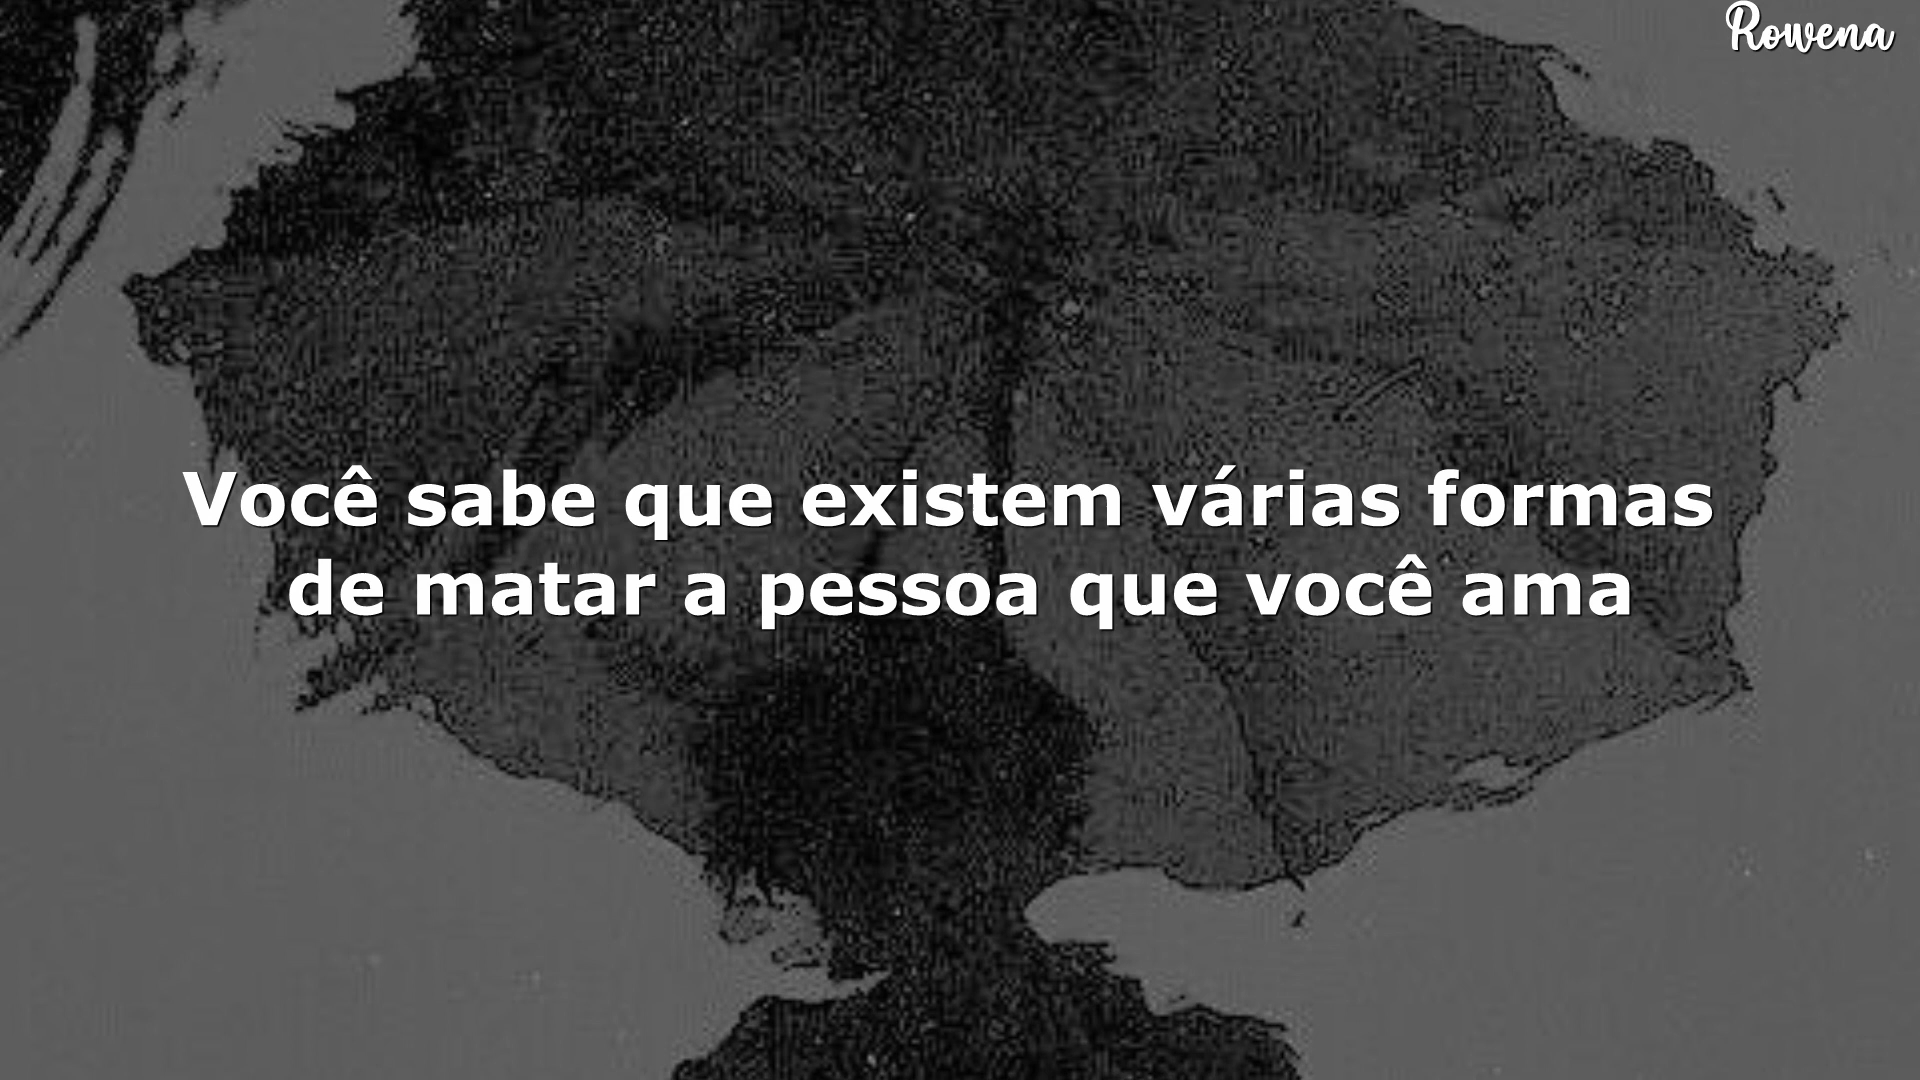 Rowena
Você sabe que existem várias formas
de matar a pessoa que você ama